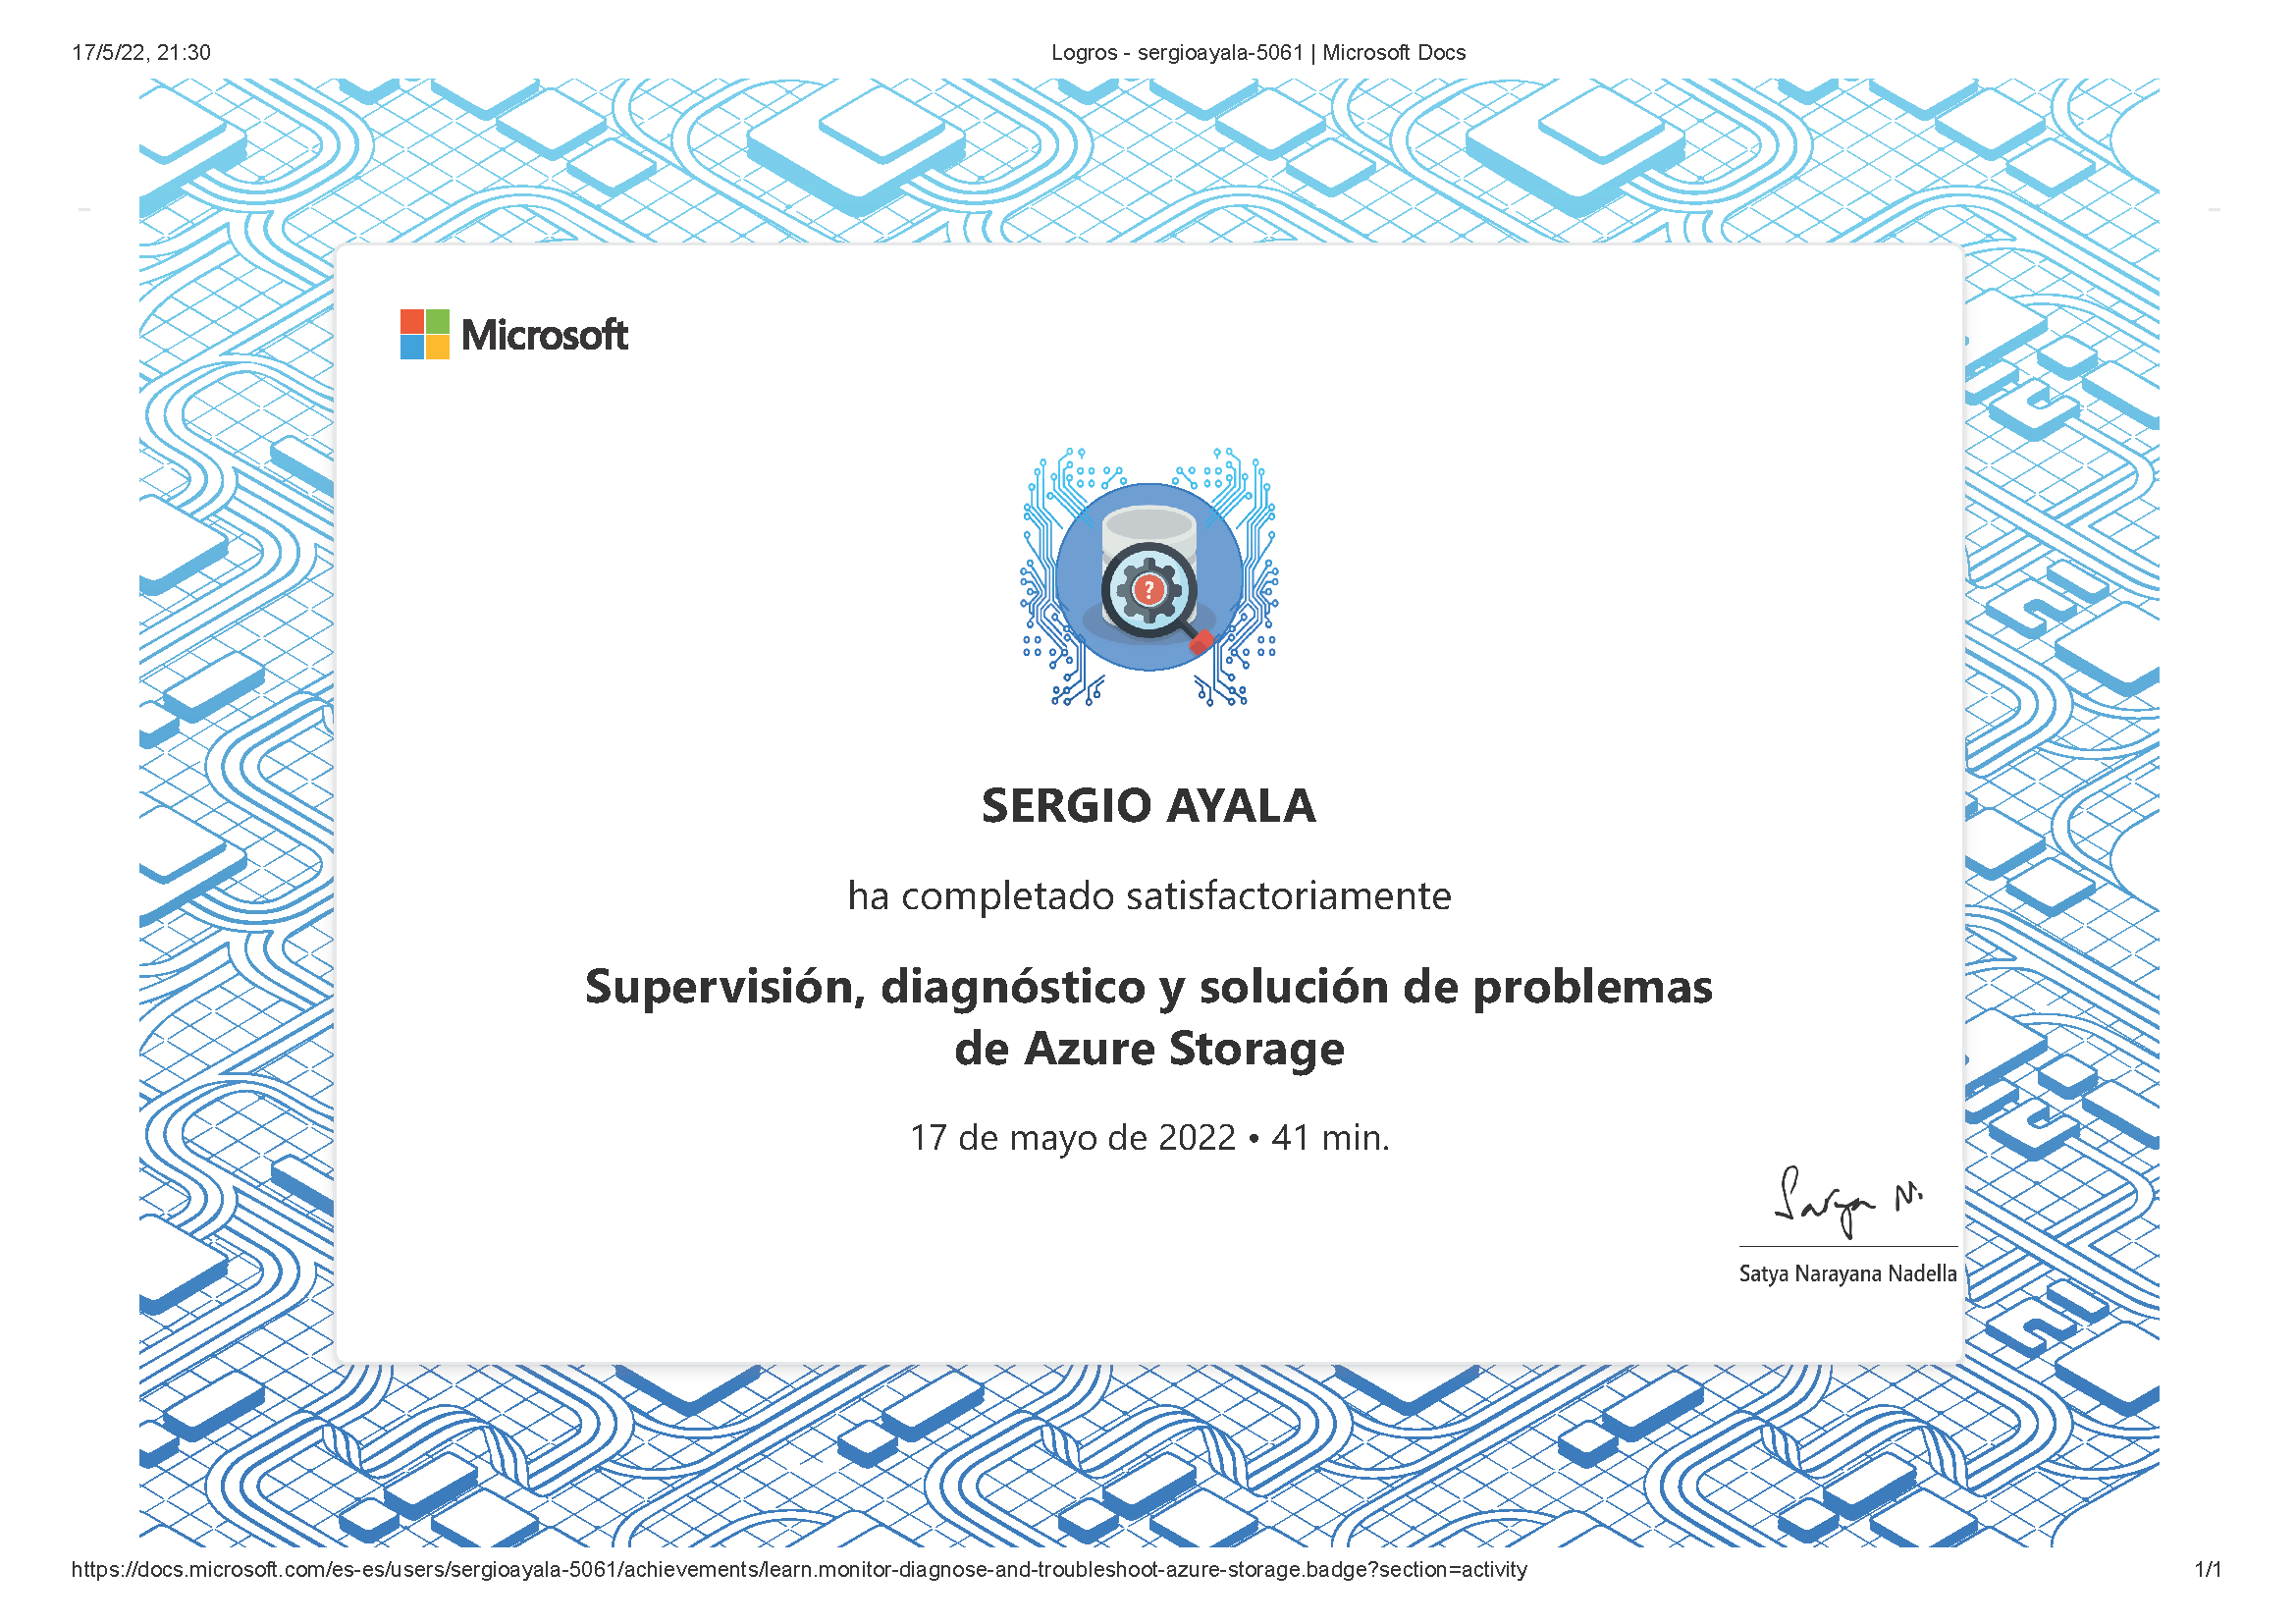 17/5/22, 21:30
Logros - sergioayala-5061 | Microsoft Docs
Microsoft
?
SERGIO AYALA
ha completado satisfactoriamente
Supervisión, diagnóstico y solución de problemas
de Azure Storage
17 de mayo de 2022 • 41 min.
Satya N.
Satya Narayana Nadella
https://docs.microsoft.com/es-es/users/sergioayala-5061/achievements/learn.monitor-diagnose-and-troubleshoot-azure-storage.badge?section=activity
1/1